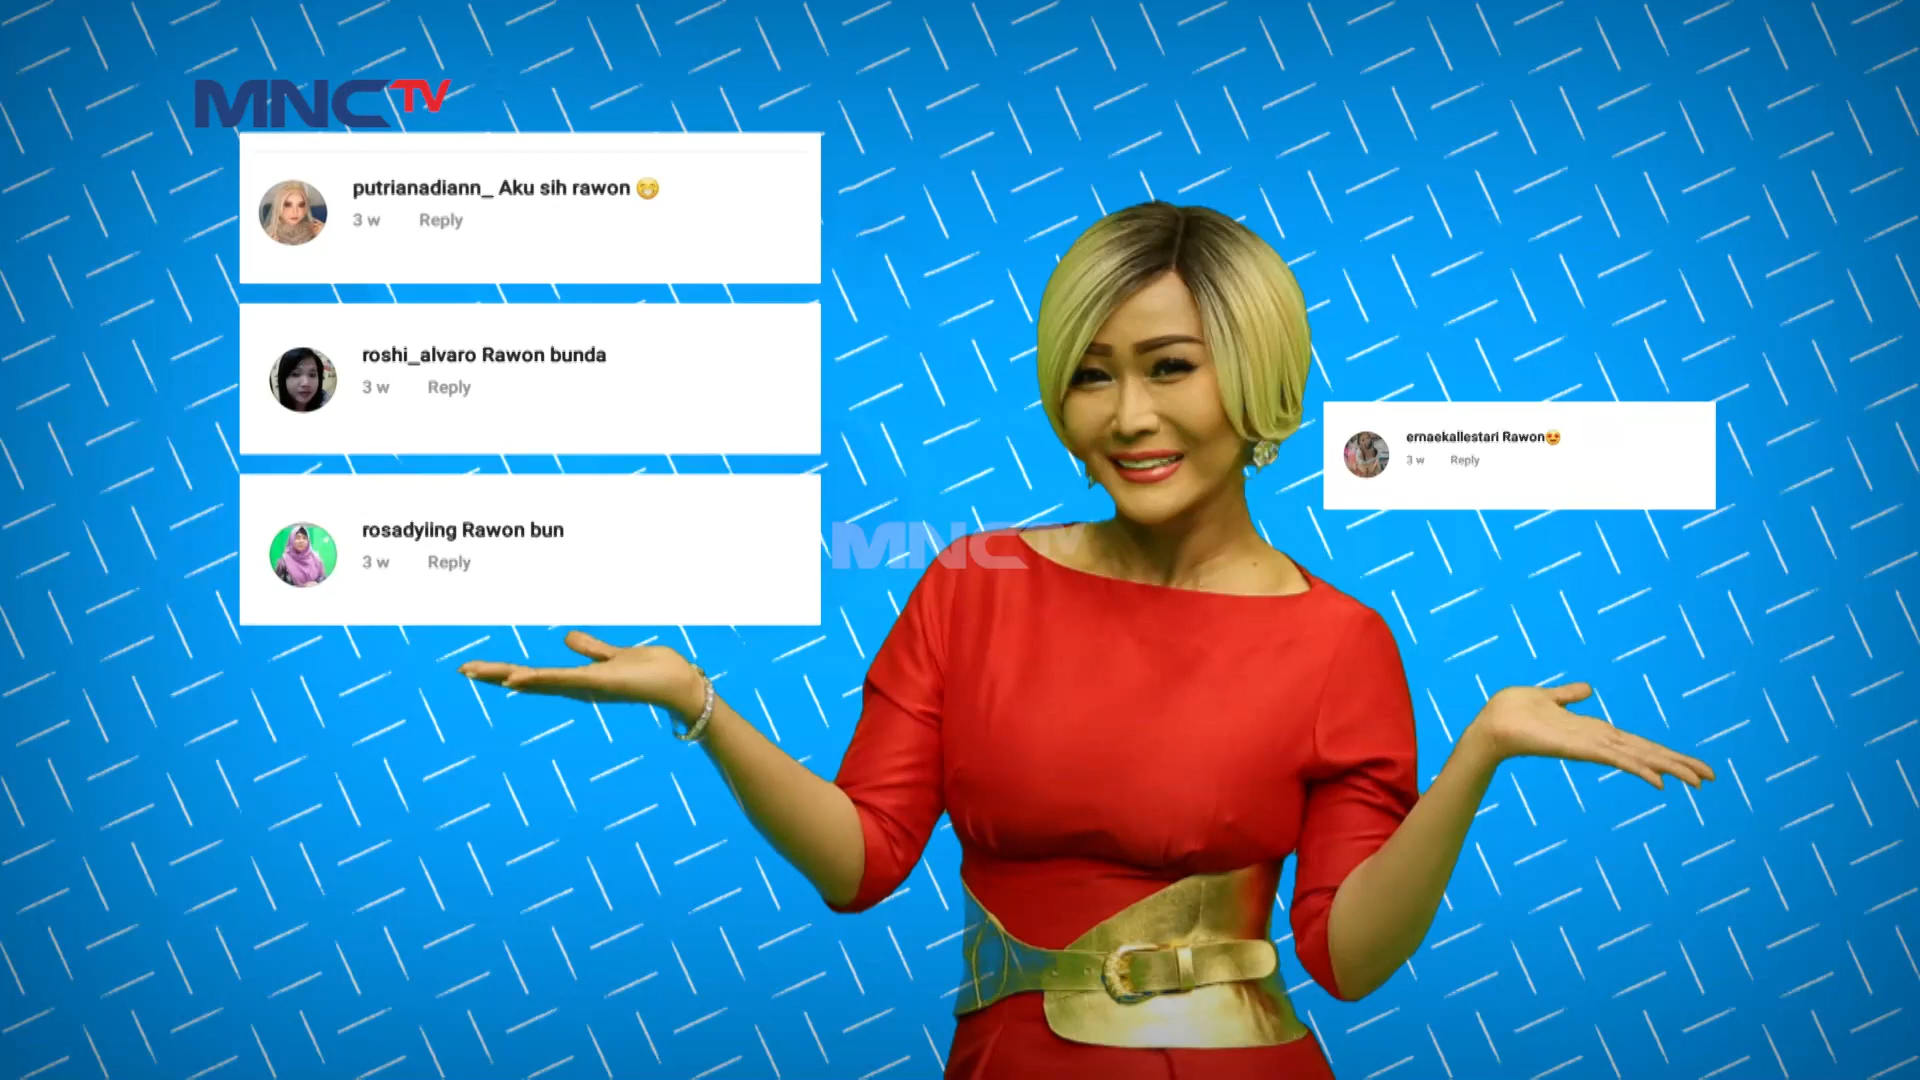 MNCTV
putrianadiann_ Aku sih rawon 😁
3 w Reply
roshi_alvaro Rawon bunda
3 w Reply
rosadyiing Rawon bun
3 w Reply
ernaekallestari Rawon😍
3 w Reply
MNCTV